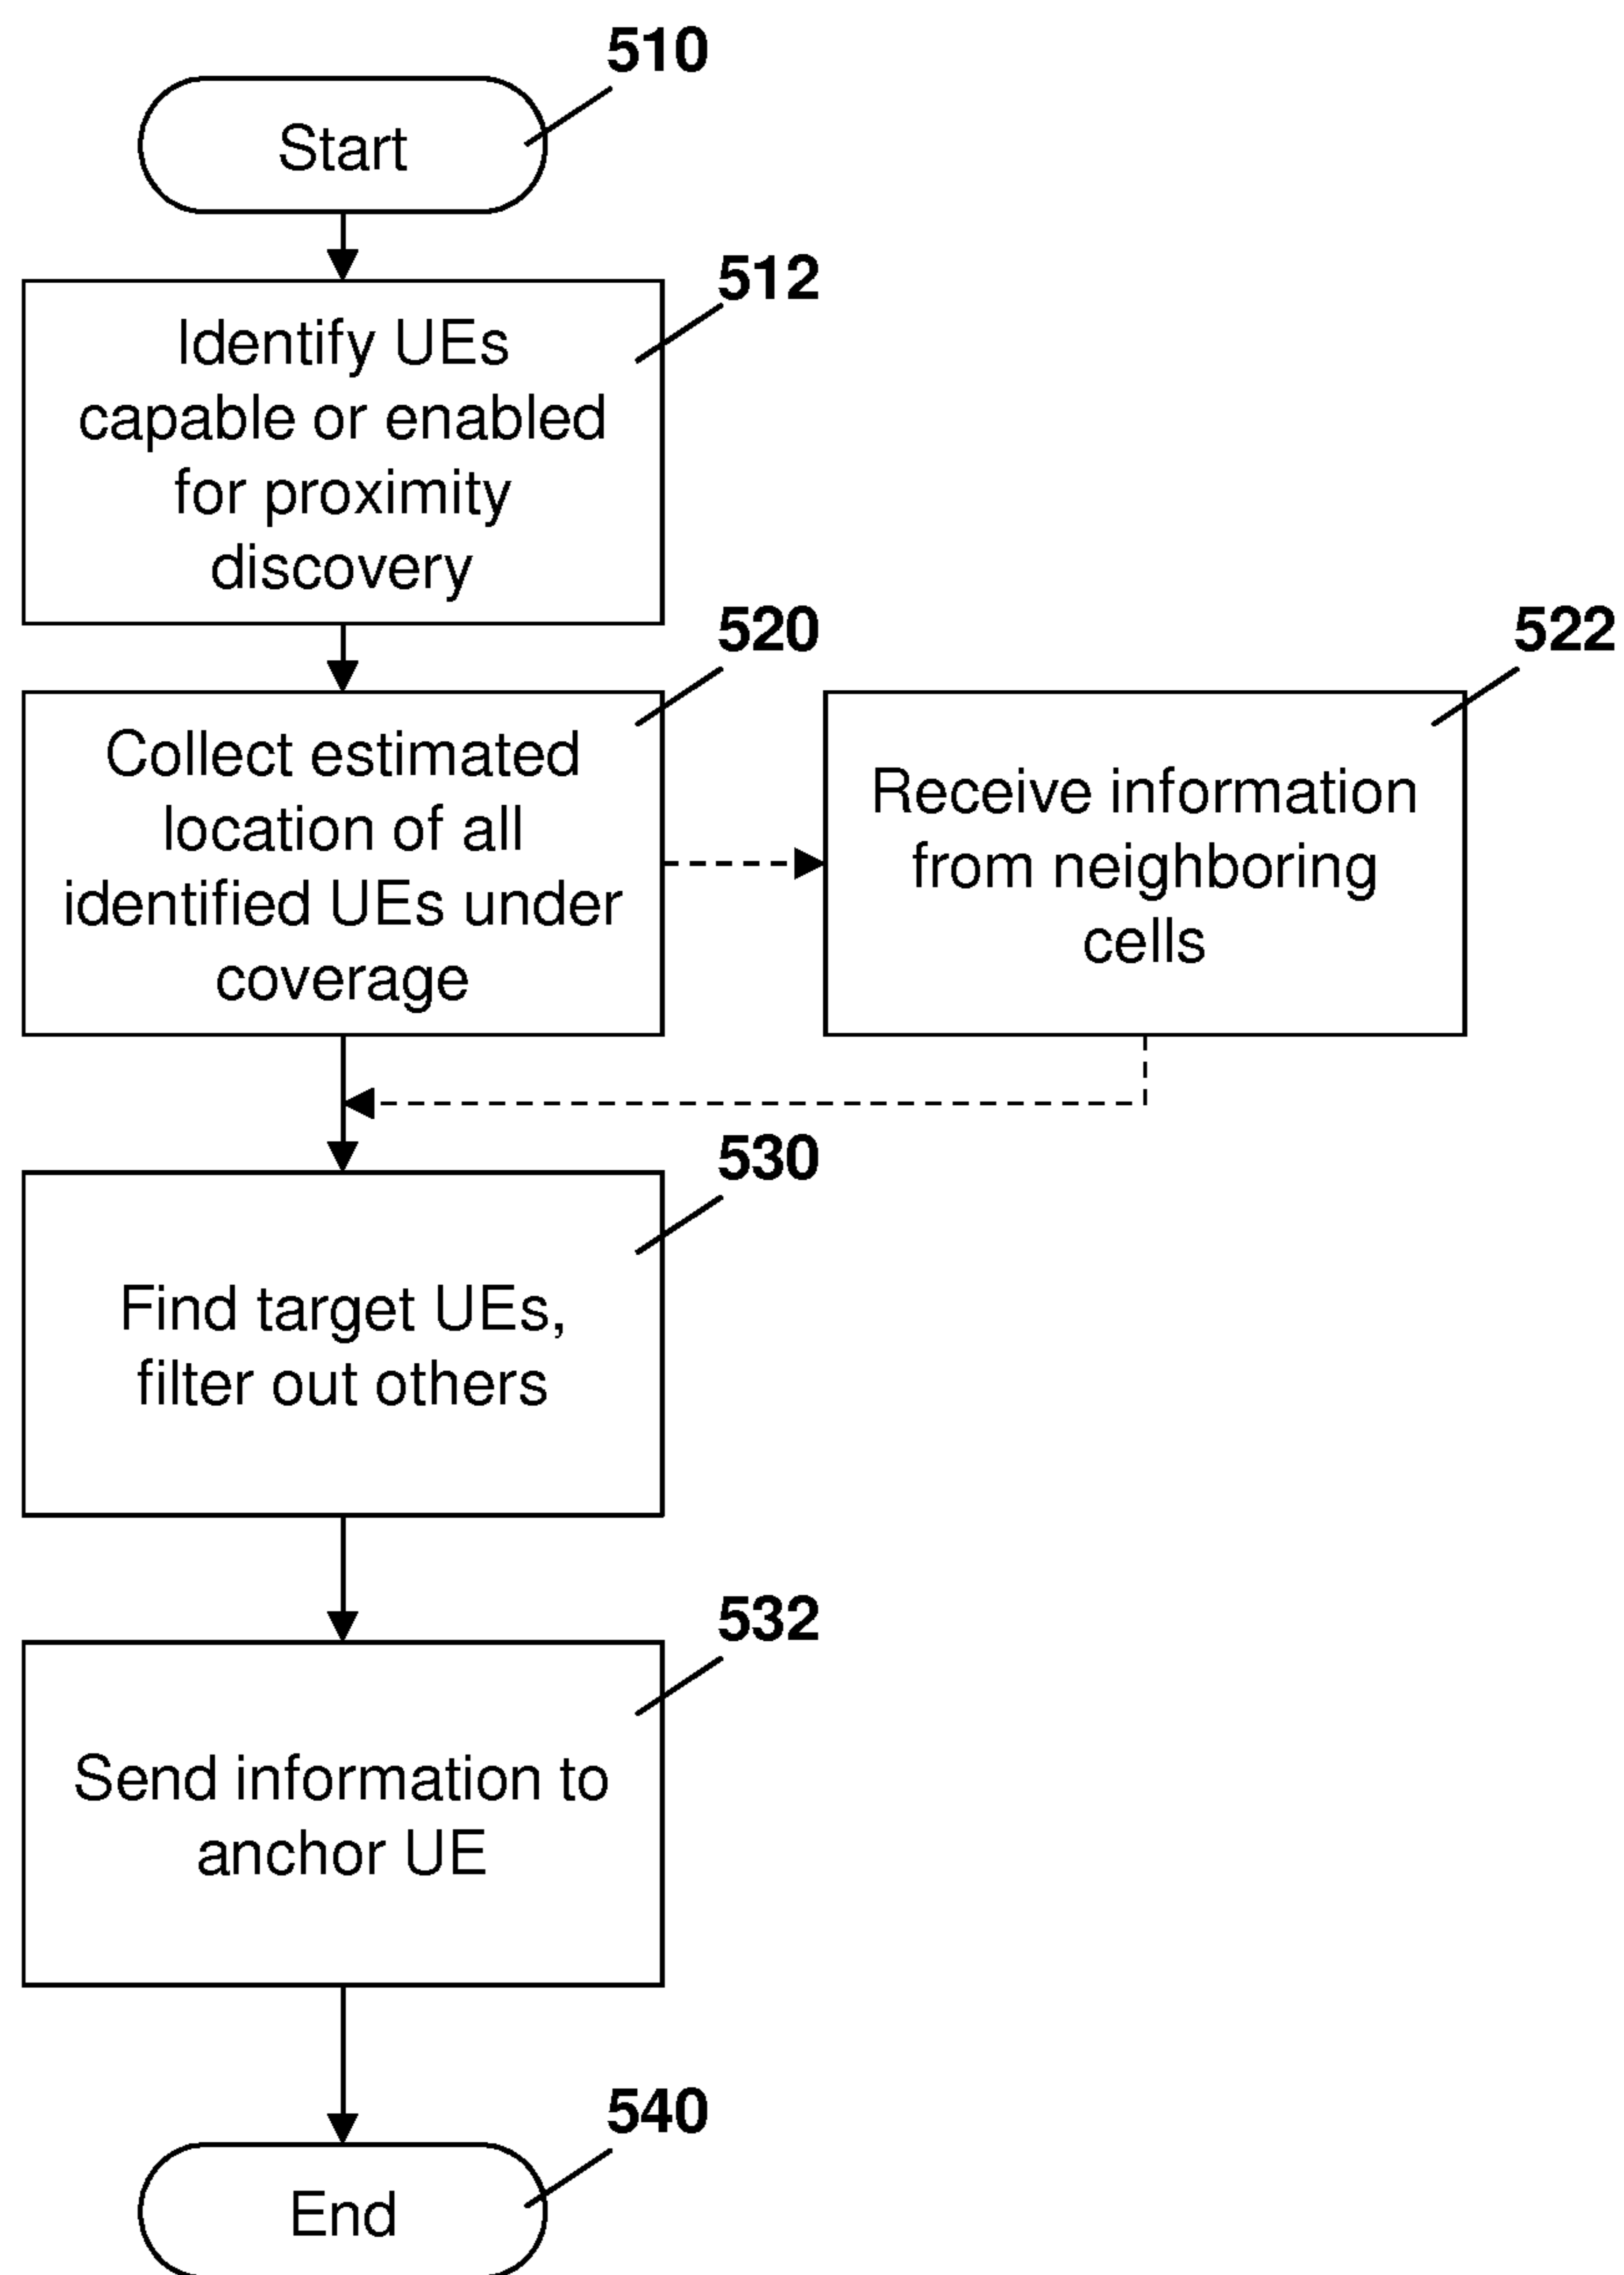 510
Start
512
Identify UEs
capable or enabled
for proximity
discovery
520
522
Collect estimated
location of all
identified UEs under
coverage
Receive information
from neighboring
cells
530
Find target UEs,
filter out others
532
Send information to
anchor UE
540
End